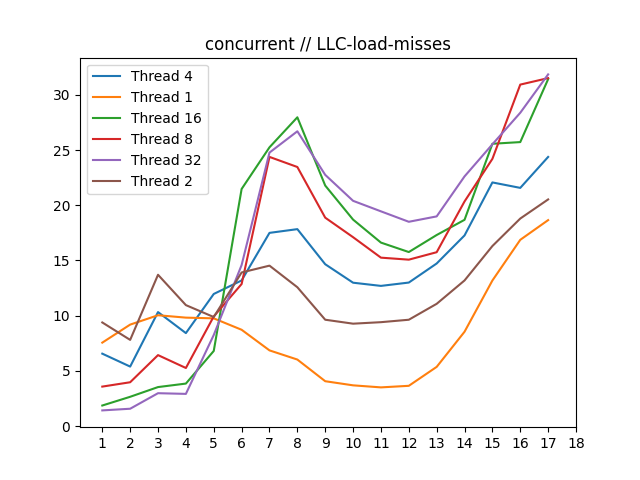 concurrent // LLC-load-misses
Thread 4
Thread 1
Thread 16
Thread 8
Thread 32
Thread 2
30
25
20
15
10
5
0
1 2 3 4 5 6 7 8 9 10 11 12 13 14 15 16 17 18